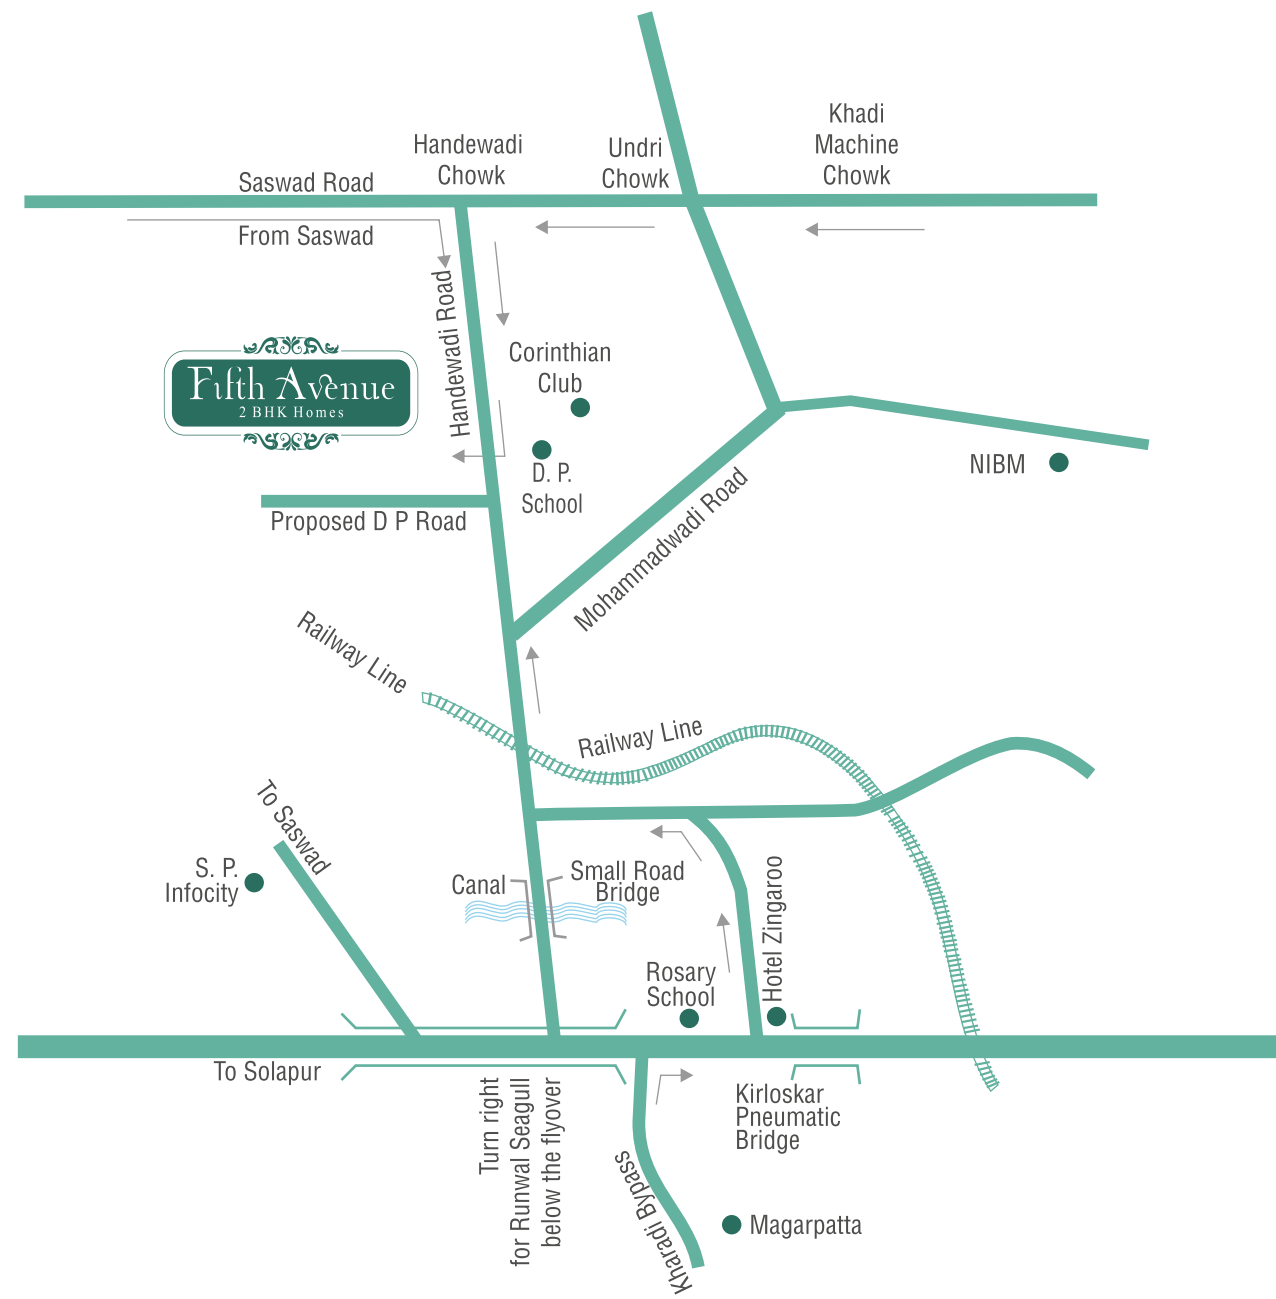 Khadi
Machine
Chowk
Handewadi
Chowk
Undri
Chowk
Saswad Road
From Saswad
Handewadi Road
Corinthian
Club
Fifth Avenue
2 BHK Homes
D. P.
School
NIBM
Proposed D P Road
Mohammadwadi Road
Railway Line
Railway Line
To Saswad
S. P.
Infocity
Canal
Small Road
Bridge
Hotel Zingaroo
Rosary
School
To Solapur
Turn right
for Runwal Seagull
below the flyover
Kirloskar
Pneumatic
Bridge
Kharadi Bypass
Magarpatta